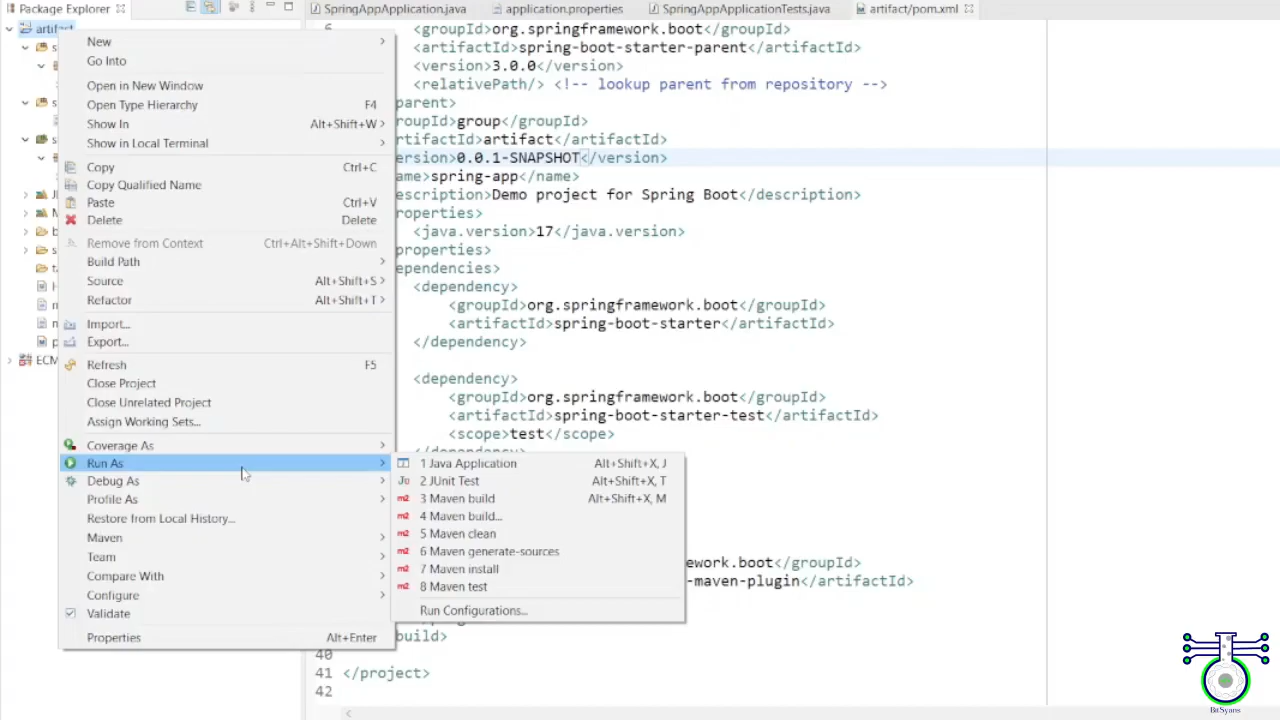 Package Explorer
SpringAppApplication.java
application.properties
SpringAppApplicationTests.java
artifact/pom.xml
artifact
ECM
New
Go Into
Open in New Window
Open Type Hierarchy F4
Show In Alt+Shift+W >
Show in Local Terminal
Copy Ctrl+C
Copy Qualified Name
Paste Ctrl+V
Delete Delete
Remove from Context Ctrl+Alt+Shift+Down
Build Path
Source Alt+Shift+S >
Refactor Alt+Shift+T >
Import...
Export...
Refresh F5
Close Project
Close Unrelated Project
Assign Working Sets...
Coverage As
Run As
Debug As
Profile As
Restore from Local History...
Maven
Team
Compare With
Configure
Validate
Properties Alt+Enter
1 Java Application Alt+Shift+X, J
2 JUnit Test Alt+Shift+X, T
3 Maven build Alt+Shift+X, M
4 Maven build...
5 Maven clean
6 Maven generate-sources
7 Maven install
8 Maven test
Run Configurations...
<groupId>org.springframework.boot</groupId>
<artifactId>spring-boot-starter-parent</artifactId>
<version>3.0.0</version>
<relativePath/> <!-- lookup parent from repository -->
parent>
roupId>group</groupId>
rtifactId>artifact</artifactId>
ersion>0.0.1-SNAPSHOT</version>
ame>spring-app</name>
escription>Demo project for Spring Boot</description>
roperties>
<java.version>17</java.version>
properties>
ependencies>
<dependency>
<groupId>org.springframework.boot</groupId>
<artifactId>spring-boot-starter</artifactId>
</dependency>
<dependency>
<groupId>org.springframework.boot</groupId>
<artifactId>spring-boot-starter-test</artifactId>
<scope>test</scope>
</dependency>
ework.boot</groupId>
-maven-plugin</artifactId>
build>
40
41 </project>
42
BitSyans